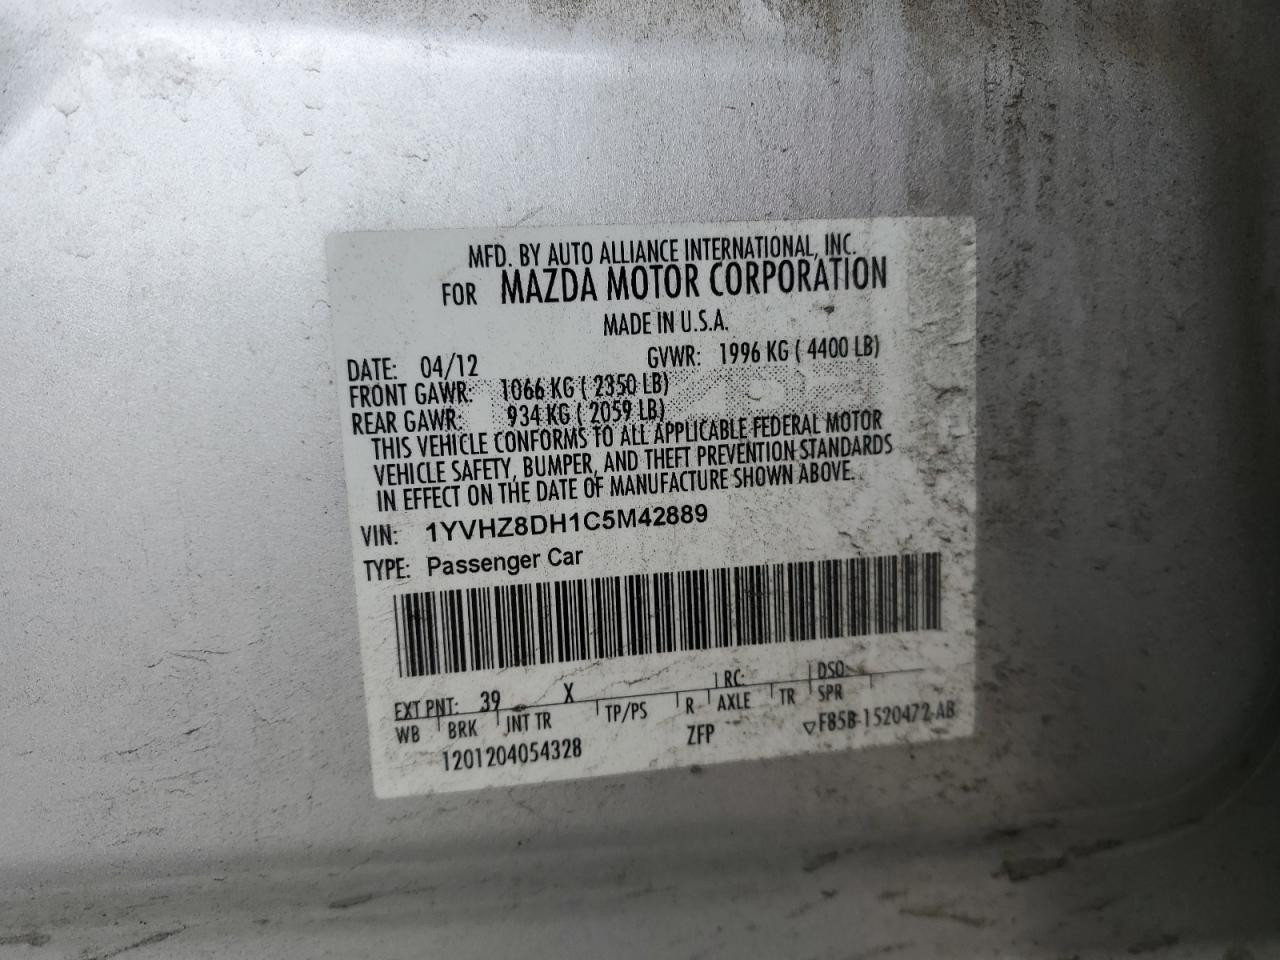 MFD. BY AUTO ALLIANCE INTERNATIONAL, INC.
FOR MAZDA MOTOR CORPORATION
MADE IN U.S.A.
DATE: 04/12 GVWR: 1996 KG ( 4400 LB)
FRONT GAWR: 1066 KG ( 2350 LB)
REAR GAWR: 934 KG ( 2059 LB)
THIS VEHICLE CONFORMS TO ALL APPLICABLE FEDERAL MOTOR
VEHICLE SAFETY, BUMPER, AND THEFT PREVENTION STANDARDS
IN EFFECT ON THE DATE OF MANUFACTURE SHOWN ABOVE.
VIN: 1YVHZ8DH1C5M42889
TYPE: Passenger Car
EXT PNT: 39 X RC: DSO:
WB BRK INT TR TP/PS R AXLE TR SPR
1201204054328 ZFP F85B-1520472-AB